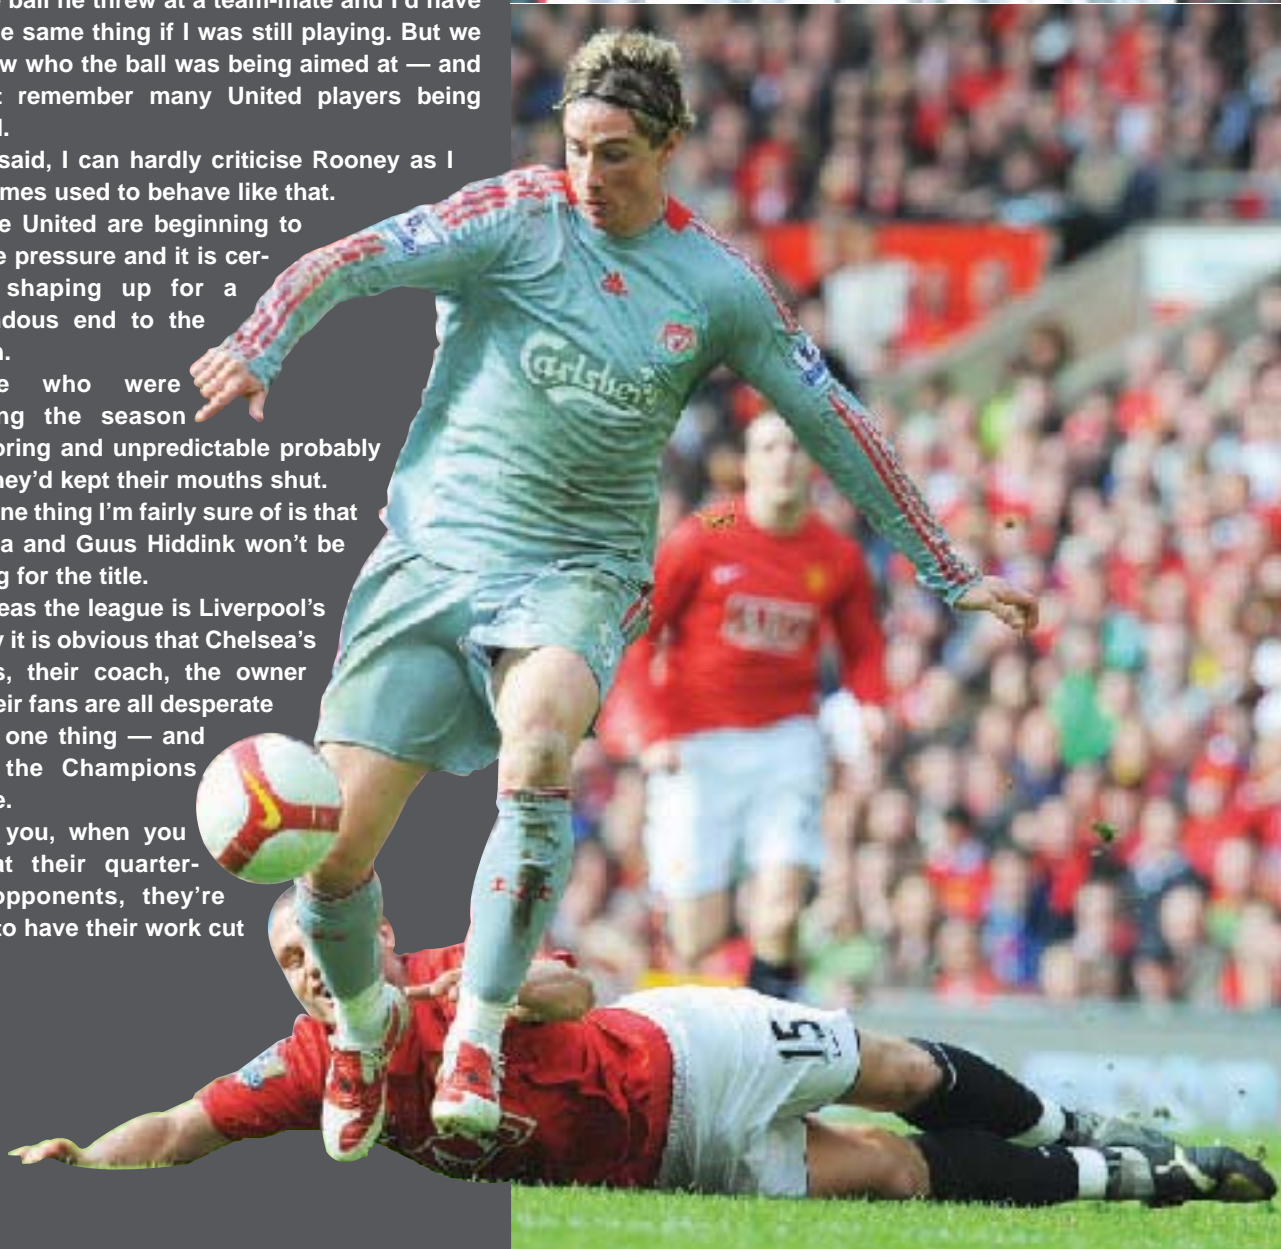 ball he threw at a team-mate and I'd have
e same thing if I was still playing. But we
w who the ball was being aimed at — and
t remember many United players being
l.
said, I can hardly criticise Rooney as I
mes used to behave like that.
e United are beginning to
e pressure and it is cer-
shaping up for a
ndous end to the
n.
e who were
ng the season
oring and unpredictable probably
ney'd kept their mouths shut.
ne thing I'm fairly sure of is that
a and Guus Hiddink won't be
g for the title.
eas the league is Liverpool's
y it is obvious that Chelsea's
s, their coach, the owner
eir fans are all desperate
one thing — and
the Champions
e.
you, when you
at their quarter-
opponents, they're
to have their work cut
Carlsberg
15